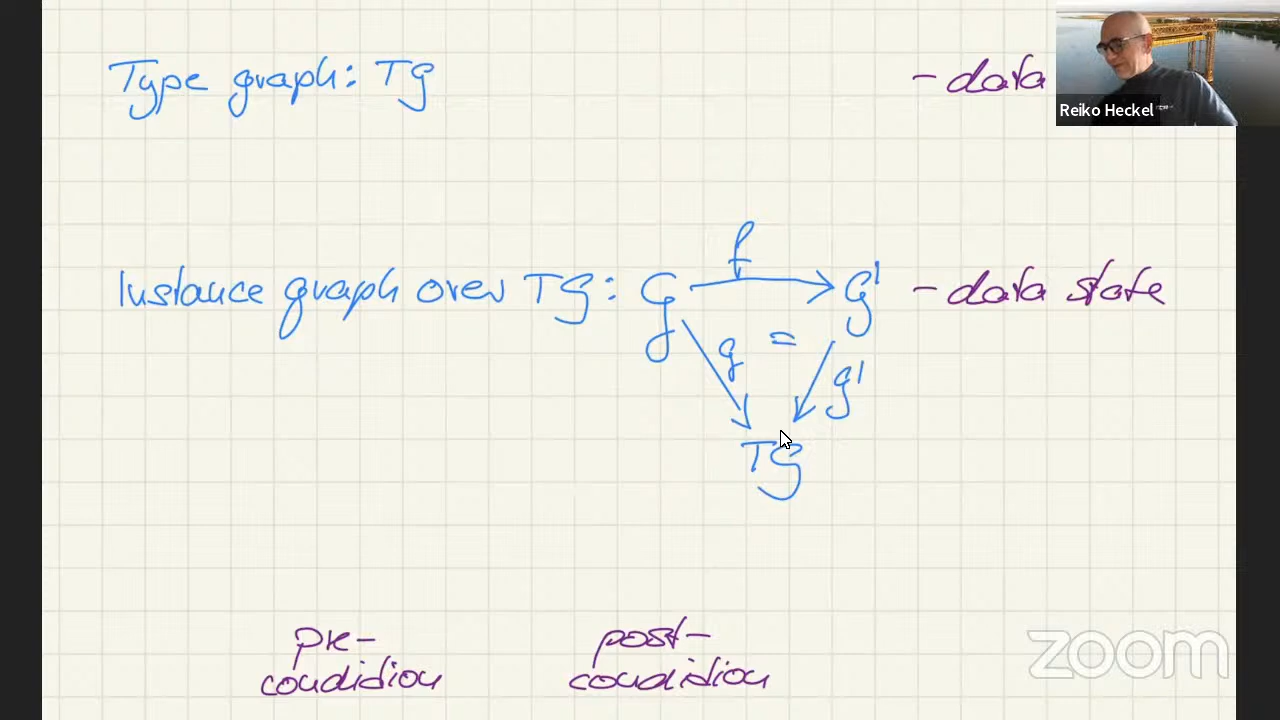 Type graph: TG
- data
Reiko Heckel
f
Instance graph over TG: G G' - data state
g = g'
TG
pre- post-
condition condition
zoom